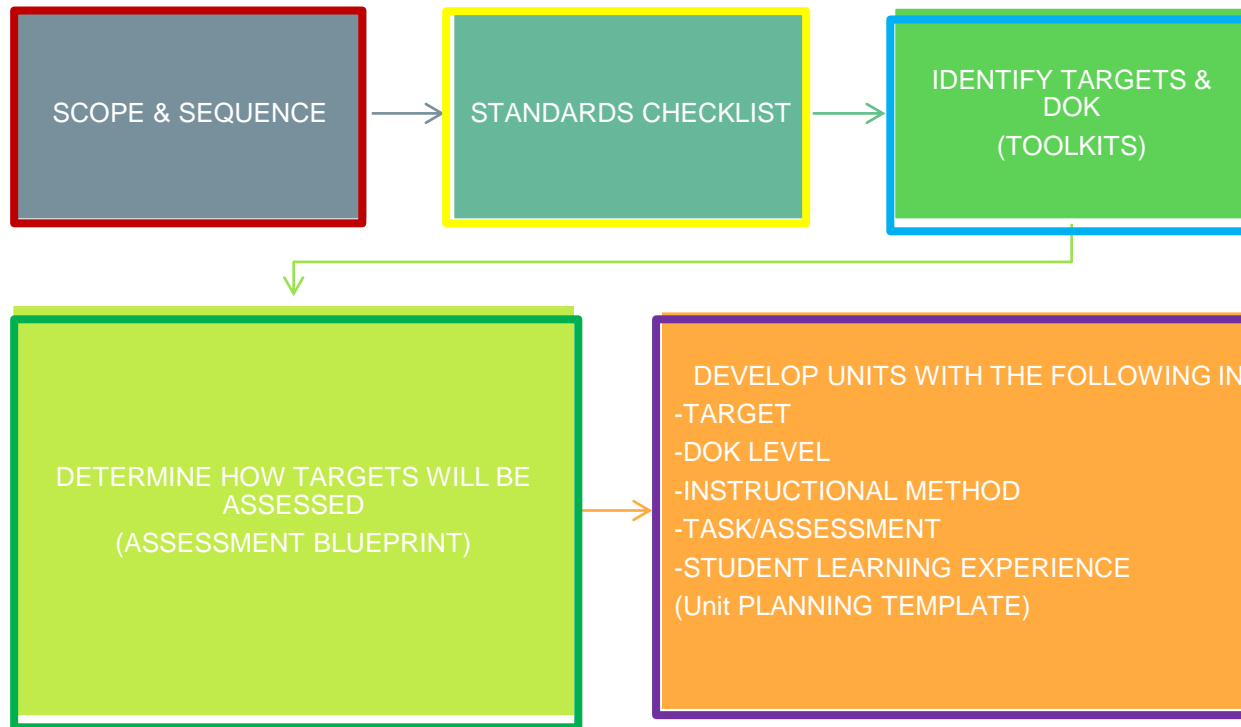 SCOPE & SEQUENCE
STANDARDS CHECKLIST
IDENTIFY TARGETS &
DOK
(TOOLKITS)
DETERMINE HOW TARGETS WILL BE
ASSESSED
(ASSESSMENT BLUEPRINT)
DEVELOP UNITS WITH THE FOLLOWING IN
-TARGET
-DOK LEVEL
-INSTRUCTIONAL METHOD
-TASK/ASSESSMENT
-STUDENT LEARNING EXPERIENCE
(Unit PLANNING TEMPLATE)